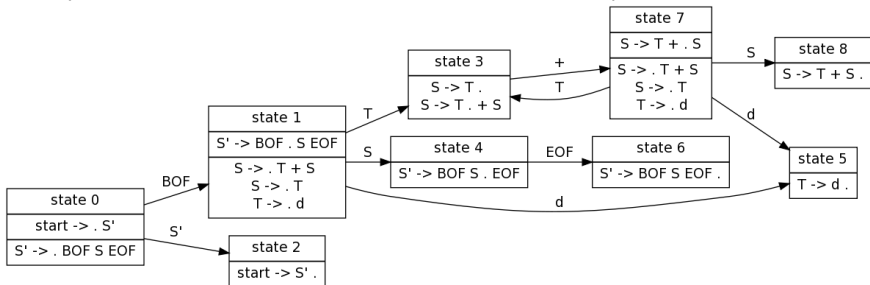 state 0
start -> . S'
S' -> . BOF S EOF
BOF
S'
state 1
S' -> BOF . S EOF
S -> . T + S
S -> . T
T -> . d
state 2
start -> S' .
T
S
d
state 3
S -> T .
S -> T . + S
state 4
S' -> BOF S . EOF
+
T
EOF
state 7
S -> T + . S
S -> . T + S
S -> . T
T -> . d
state 6
S' -> BOF S EOF .
S
d
state 8
S -> T + S .
state 5
T -> d .